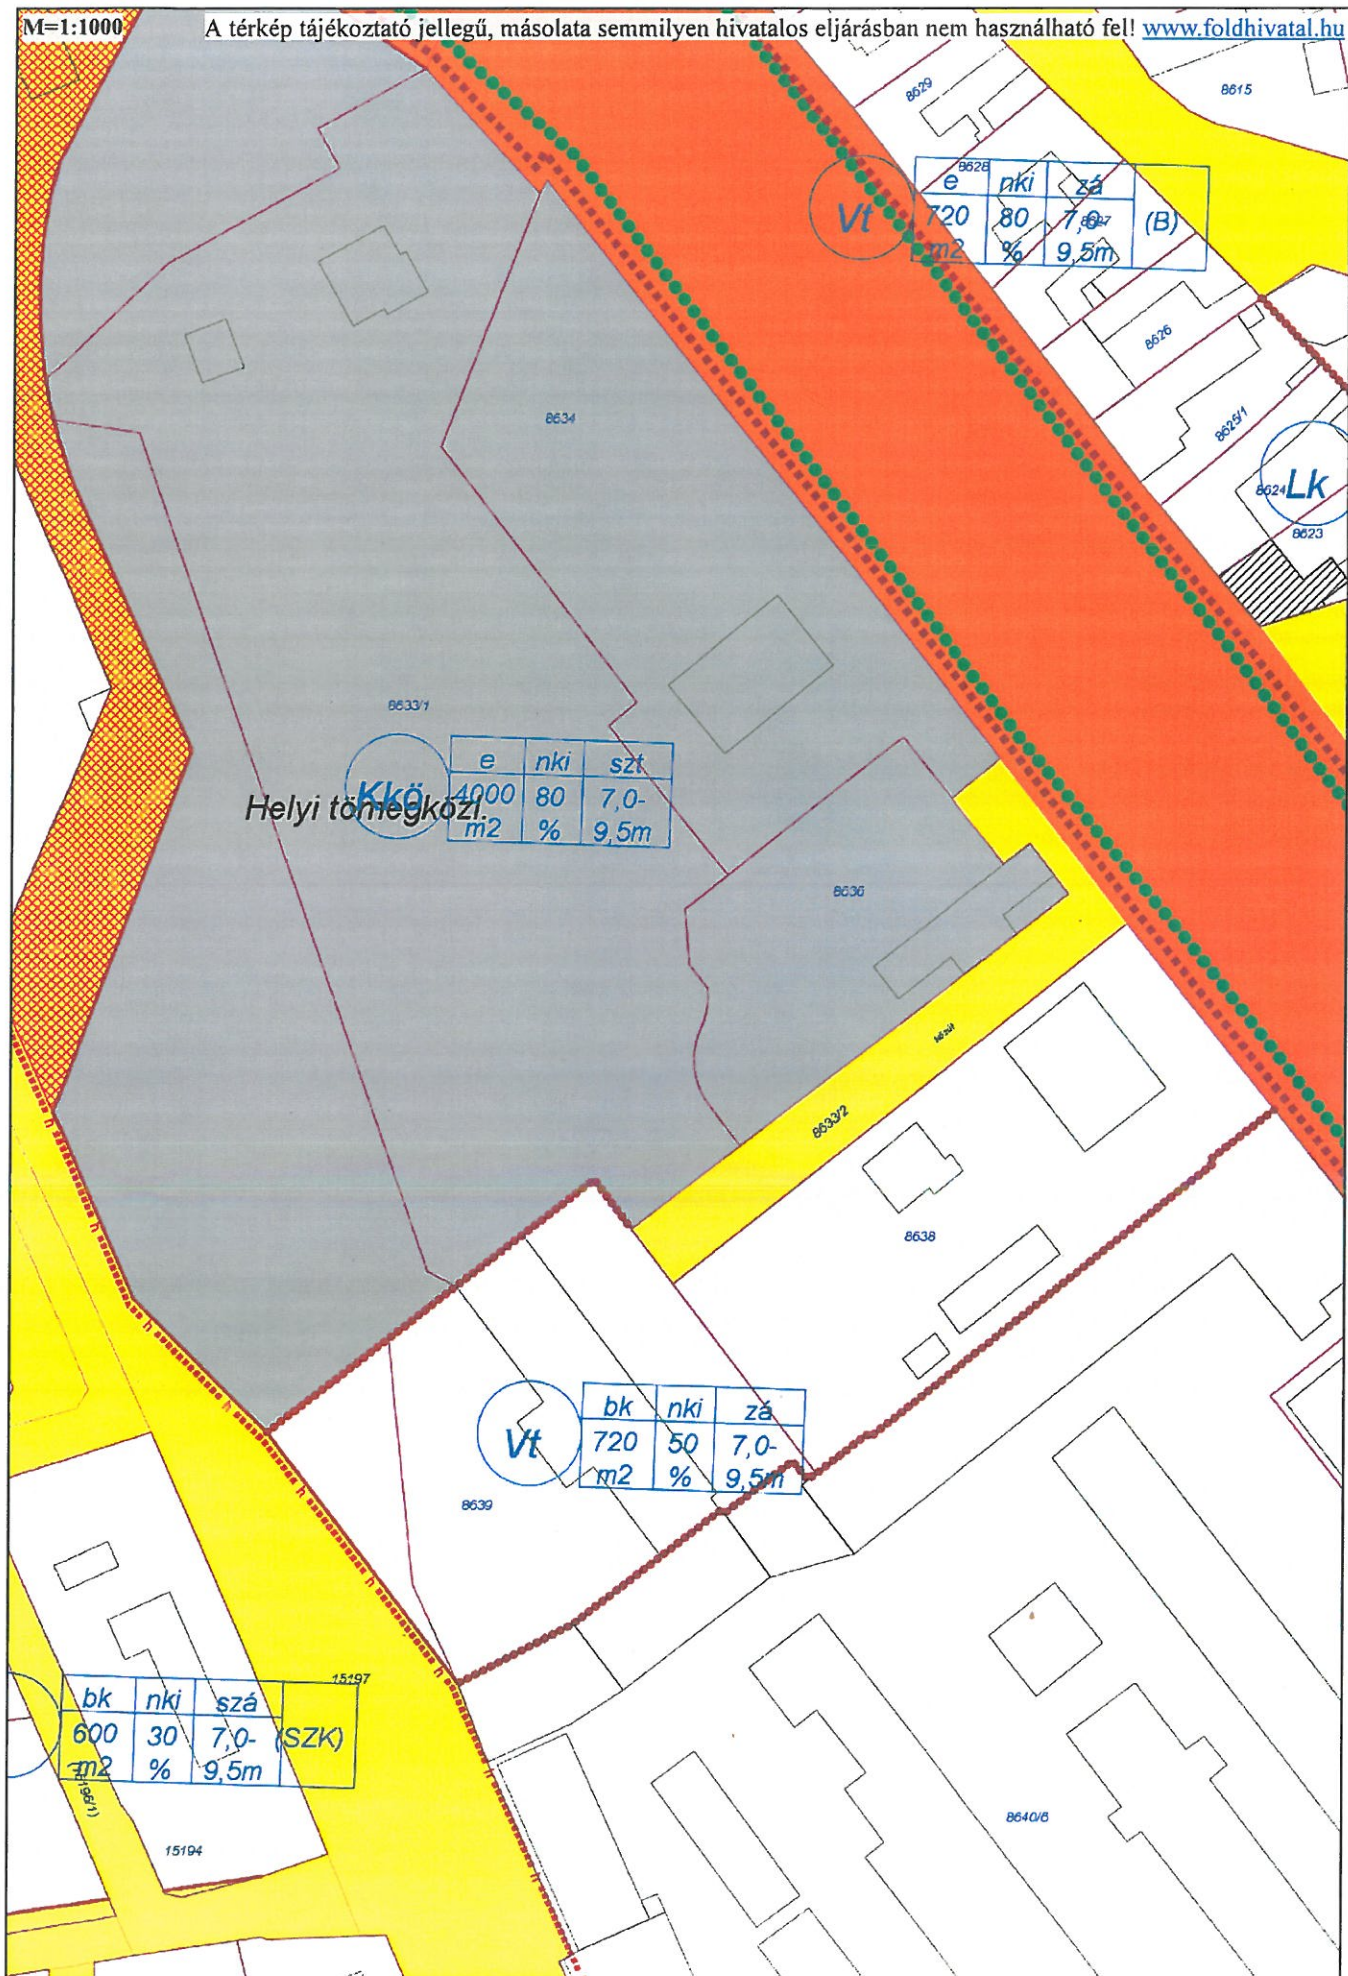 M=1:1000
A térkép tájékoztató jellegű, másolata semmilyen hivatalos eljárásban nem használható fel! www.foldhivatal.hu
8629
8615
8628
Vt
e nki zá
720 80 7,0- (B)
m2 % 9,5m
8627
8626
8625/1
8624
Lk
8623
8634
8633/1
Kkö
Helyi tömegközl.
e nki szt
4000 80 7,0-
m2 % 9,5m
8636
közút
8633/2
8638
Vt
bk nki zá
720 50 7,0-
m2 % 9,5m
8639
15197
bk nki szá
600 30 7,0- (SZK)
m2 % 9,5m
15194
8640/6
h
h
h
h
h
h
h
h
h
h